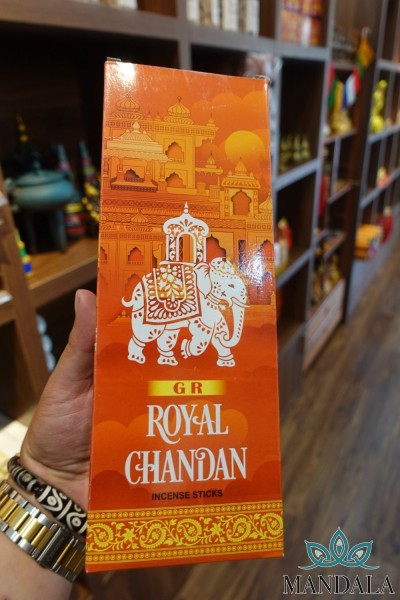 GR
ROYAL
CHANDAN
INCENSE STICKS
MANDALA